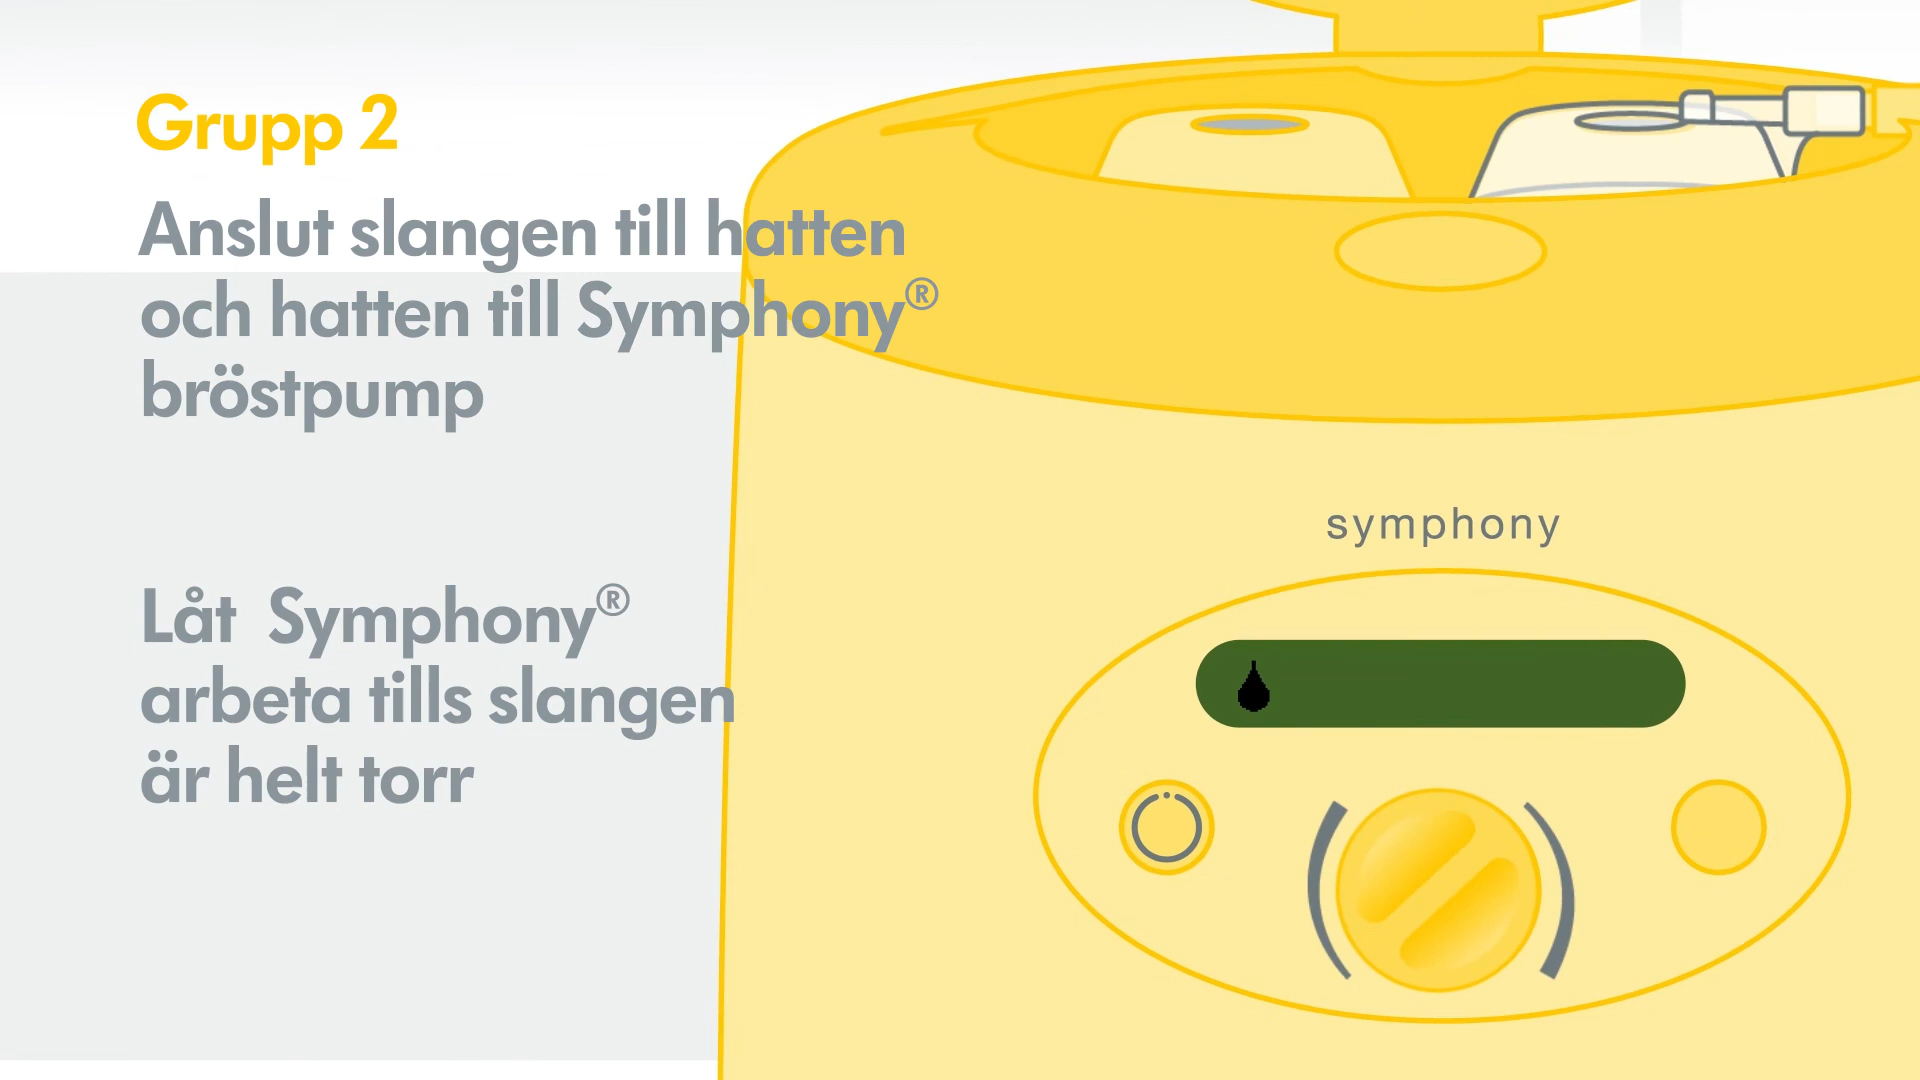 Grupp 2
Anslut slangen till hatten
och hatten till Symphony®
bröstpump
Låt Symphony®
arbeta tills slangen
är helt torr
symphony